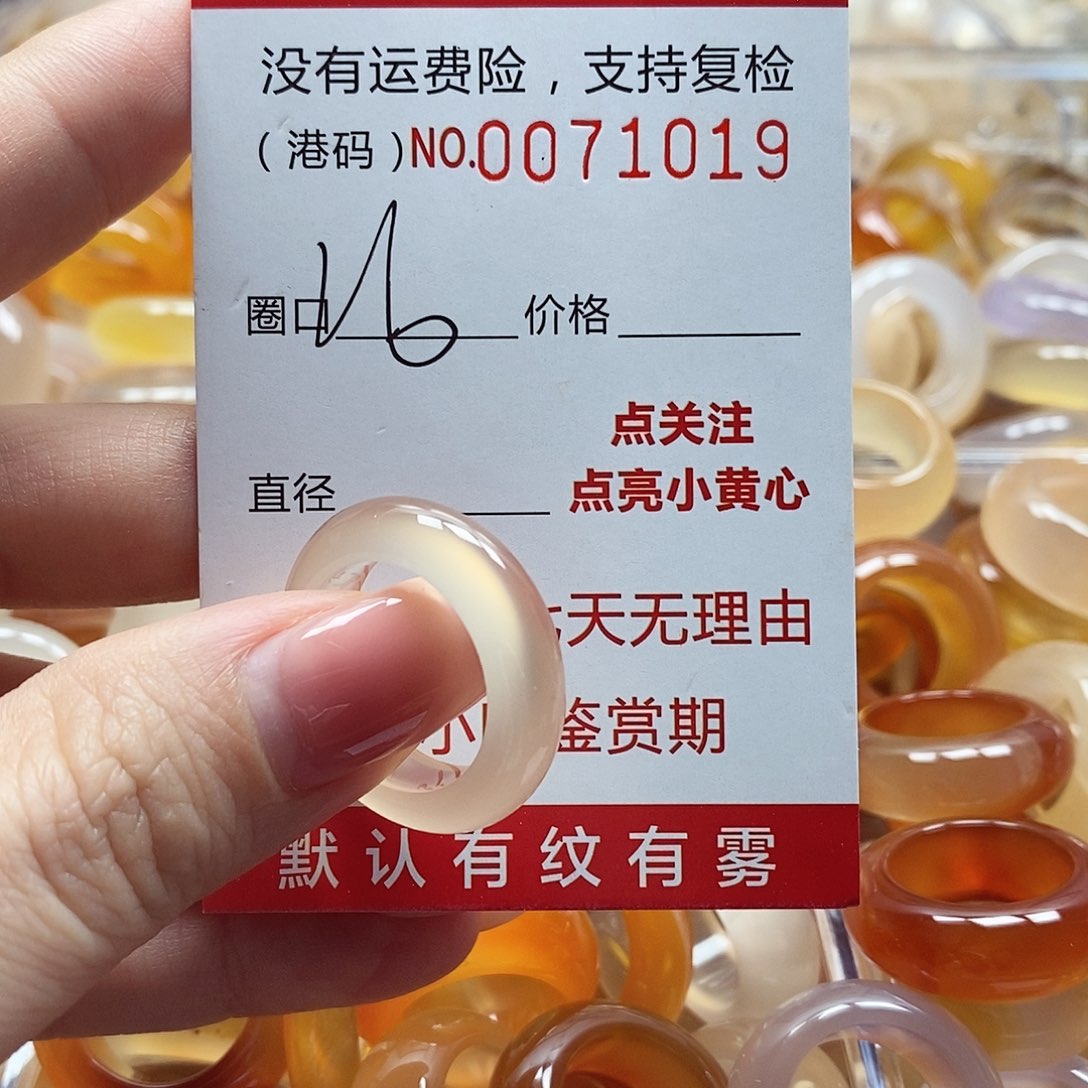 没有运费险，支持复检
（港码）NO.0071019
圈口 16 价格
点关注
直径 点亮小黄心
天无理由
小 鉴赏期
默认有纹有雾